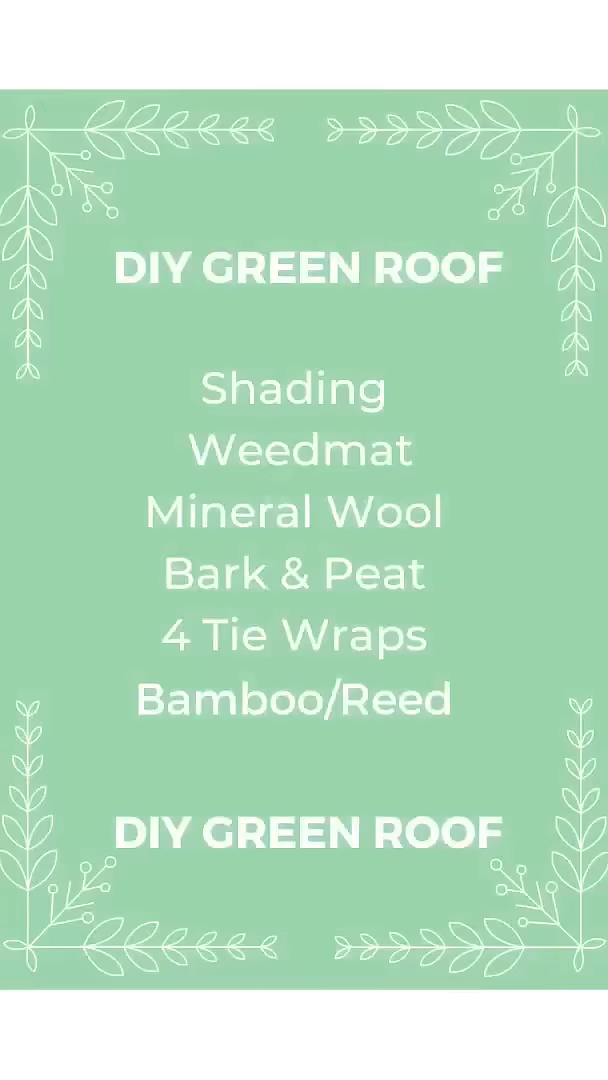 DIY GREEN ROOF
Shading
Weedmat
Mineral Wool
Bark & Peat
4 Tie Wraps
Bamboo/Reed
DIY GREEN ROOF